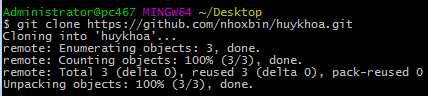 Administrator@pc467 MINGW64 ~/Desktop
$ git clone https://github.com/nhoxbin/huykhoa.git
Cloning into 'huykhoa'...
remote: Enumerating objects: 3, done.
remote: Counting objects: 100% (3/3), done.
remote: Total 3 (delta 0), reused 3 (delta 0), pack-reused 0
Unpacking objects: 100% (3/3), done.